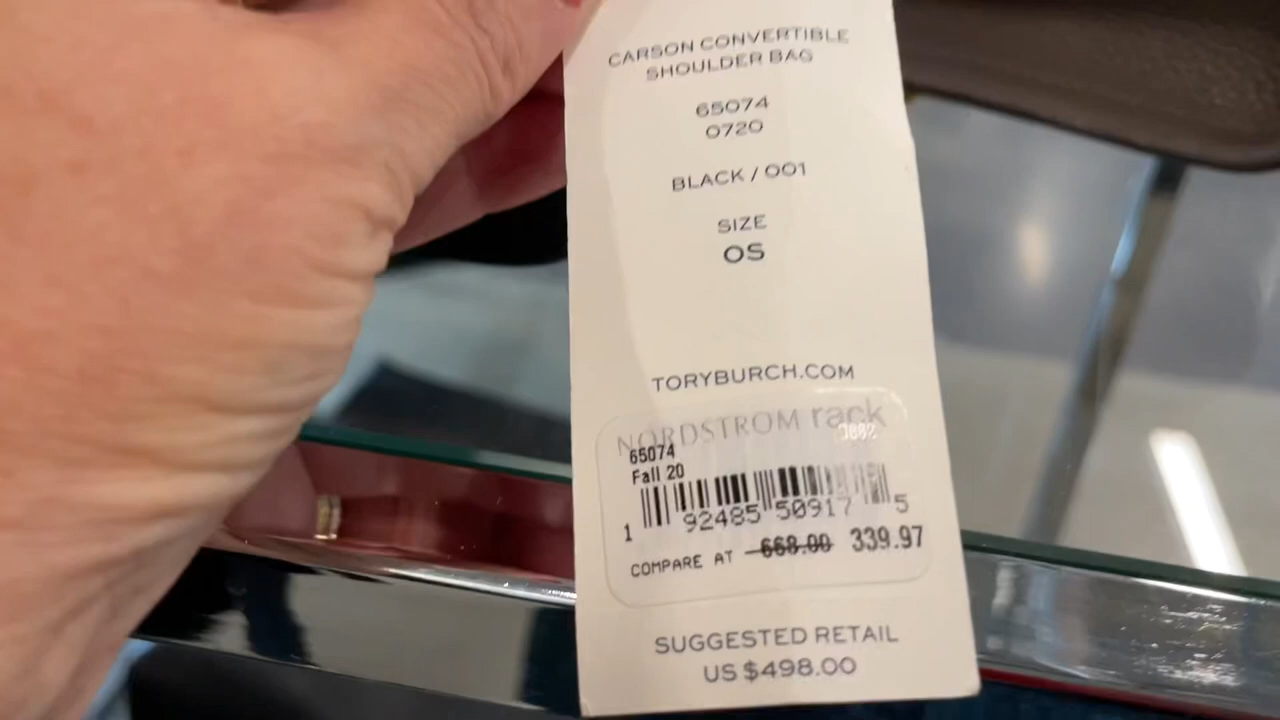 CARSON CONVERTIBLE
SHOULDER BAG
65074
0720
BLACK / 001
SIZE
OS
TORYBURCH.COM
NORDSTROM rack
65074
Fall 20
1 92485 50917 5
COMPARE AT 668.00 339.97
SUGGESTED RETAIL
US $498.00